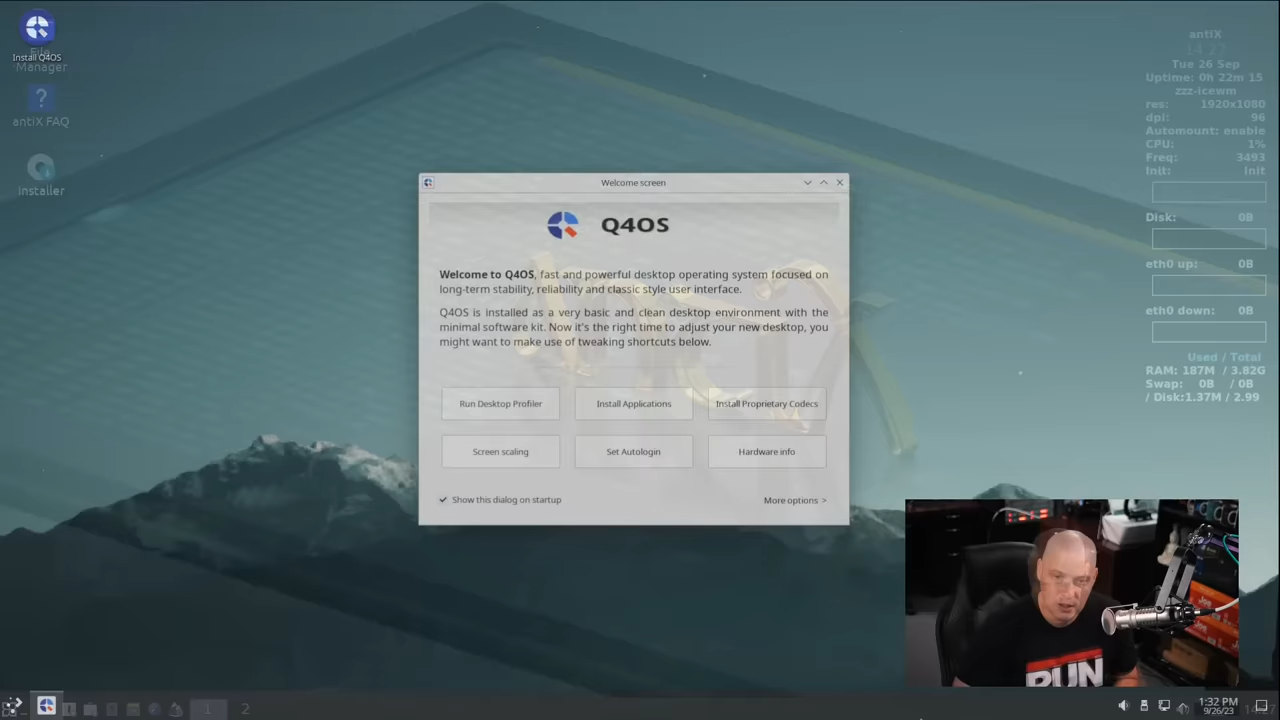 Install Q4OS
File
Manager
antiX FAQ
Installer
antiX
14:27
Tue 26 Sep
Uptime: 0h 22m 15
zzz-icewm
res: 1920x1080
dpi: 96
Automount: enable
CPU: 1%
Freq: 3493
Init: Init
Disk: 0B
eth0 up: 0B
eth0 down: 0B
Used / Total
RAM: 187M / 3.82G
Swap: 0B / 0B
/ Disk:1.37M / 2.99
Welcome screen
Q4OS
Welcome to Q4OS, fast and powerful desktop operating system focused on
long-term stability, reliability and classic style user interface.
Q4OS is installed as a very basic and clean desktop environment with the
minimal software kit. Now it's the right time to adjust your new desktop, you
might want to make use of tweaking shortcuts below.
Run Desktop Profiler
Install Applications
Install Proprietary Codecs
Screen scaling
Set Autologin
Hardware info
Show this dialog on startup
More options >
RUN
1
2
1:32 PM
9/26/23